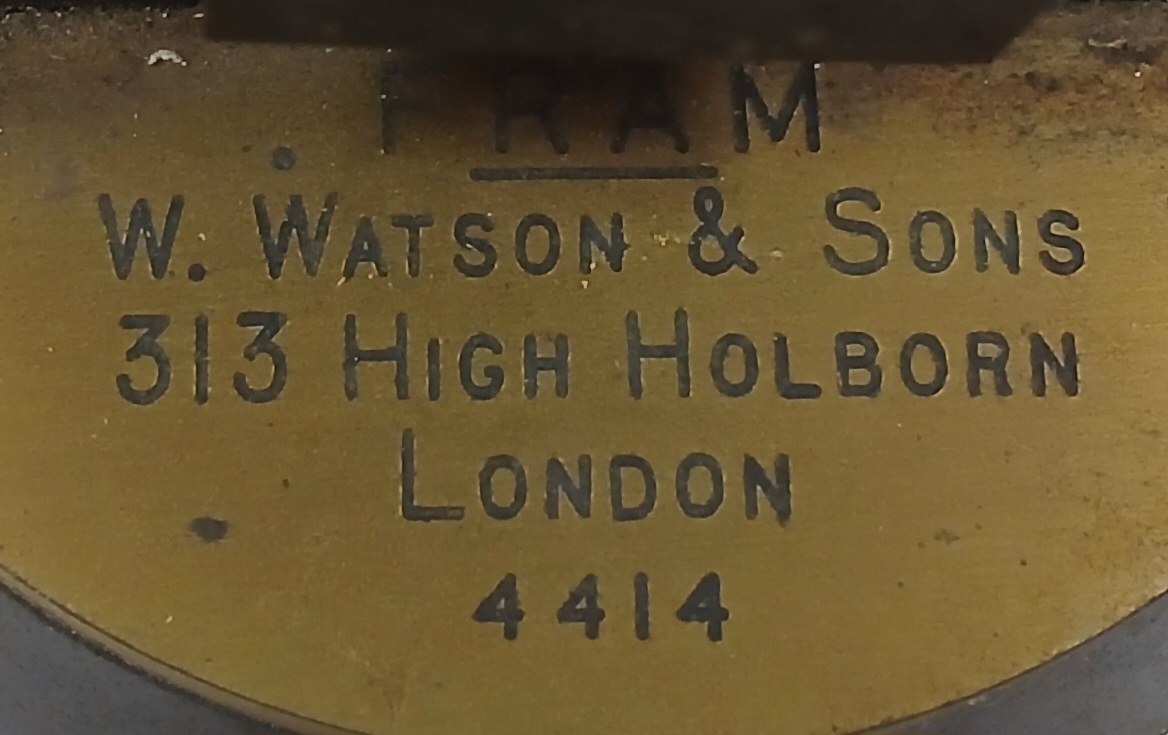 FRAM
W. WATSON & SONS
313 HIGH HOLBORN
LONDON
4414